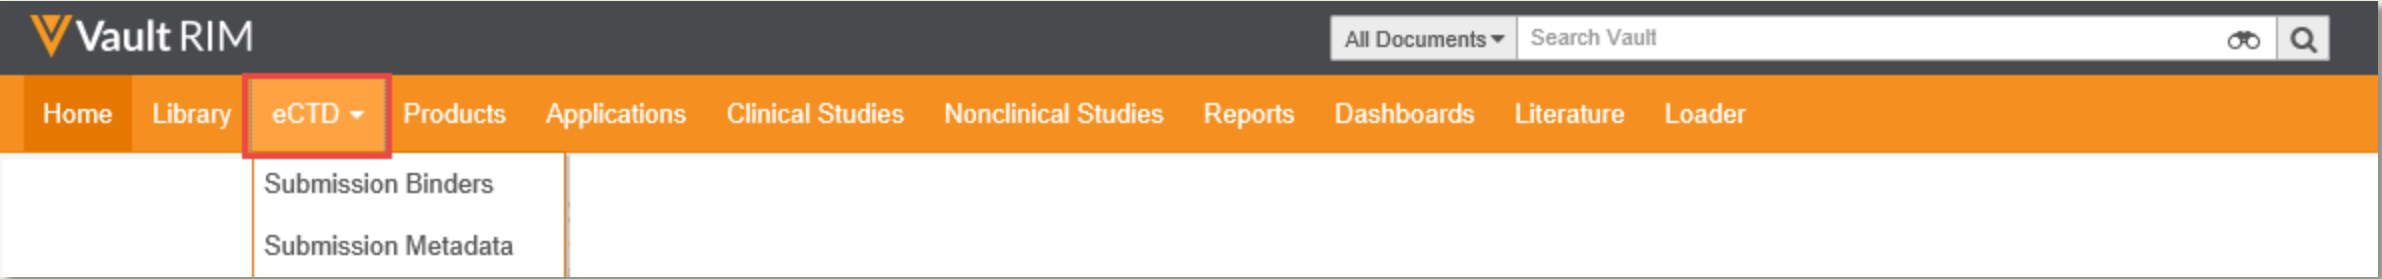 Vault RIM
All Documents Search Vault
Home Library eCTD Products Applications Clinical Studies Nonclinical Studies Reports Dashboards Literature Loader
Submission Binders
Submission Metadata